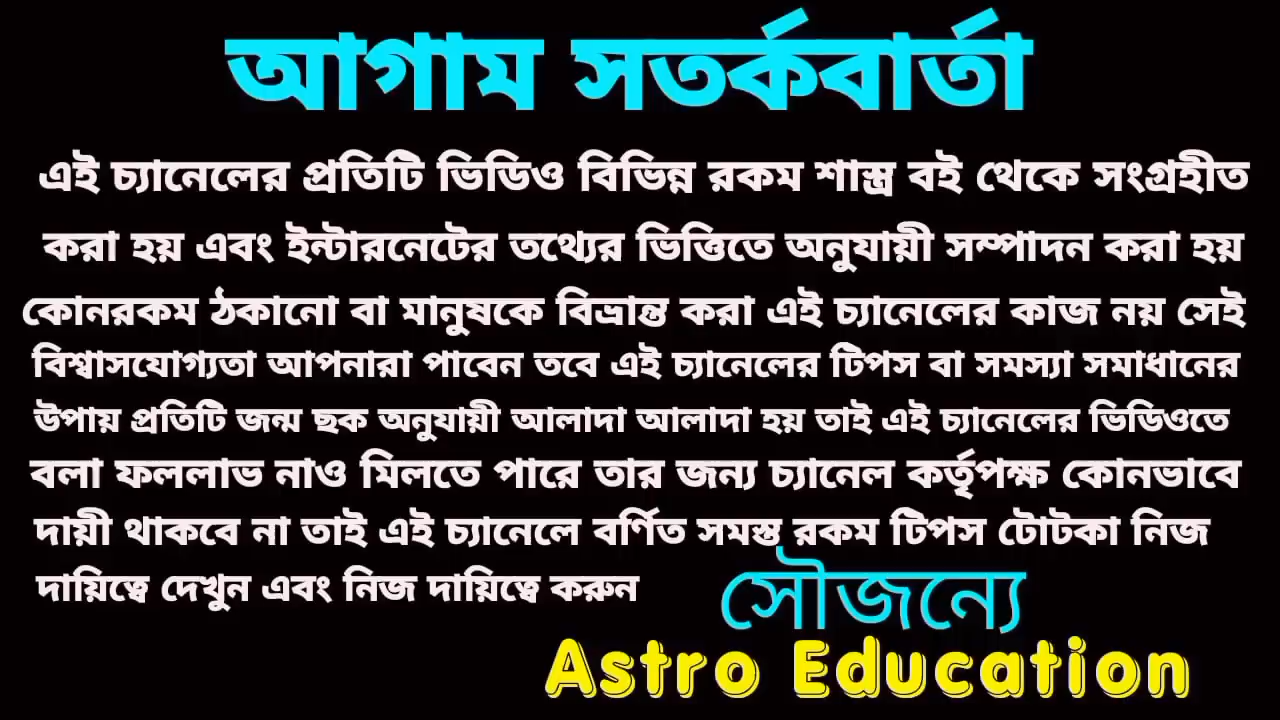 আগাম সতর্কবার্তা
এই চ্যানেলের প্রতিটি ভিডিও বিভিন্ন রকম শাস্ত্র বই থেকে সংগ্রহীত
করা হয় এবং ইন্টারনেটের তথ্যের ভিত্তিতে অনুযায়ী সম্পাদন করা হয়
কোনরকম ঠকানো বা মানুষকে বিভ্রান্ত করা এই চ্যানেলের কাজ নয় সেই
বিশ্বাসযোগ্যতা আপনারা পাবেন তবে এই চ্যানেলের টিপস বা সমস্যা সমাধানের
উপায় প্রতিটি জন্ম ছক অনুযায়ী আলাদা আলাদা হয় তাই এই চ্যানেলের ভিডিওতে
বলা ফললাভ নাও মিলতে পারে তার জন্য চ্যানেল কর্তৃপক্ষ কোনভাবে
দায়ী থাকবে না তাই এই চ্যানেলে বর্ণিত সমস্ত রকম টিপস টোটকা নিজ
দায়িত্বে দেখুন এবং নিজ দায়িত্বে করুন
সৌজন্যে
Astro Education